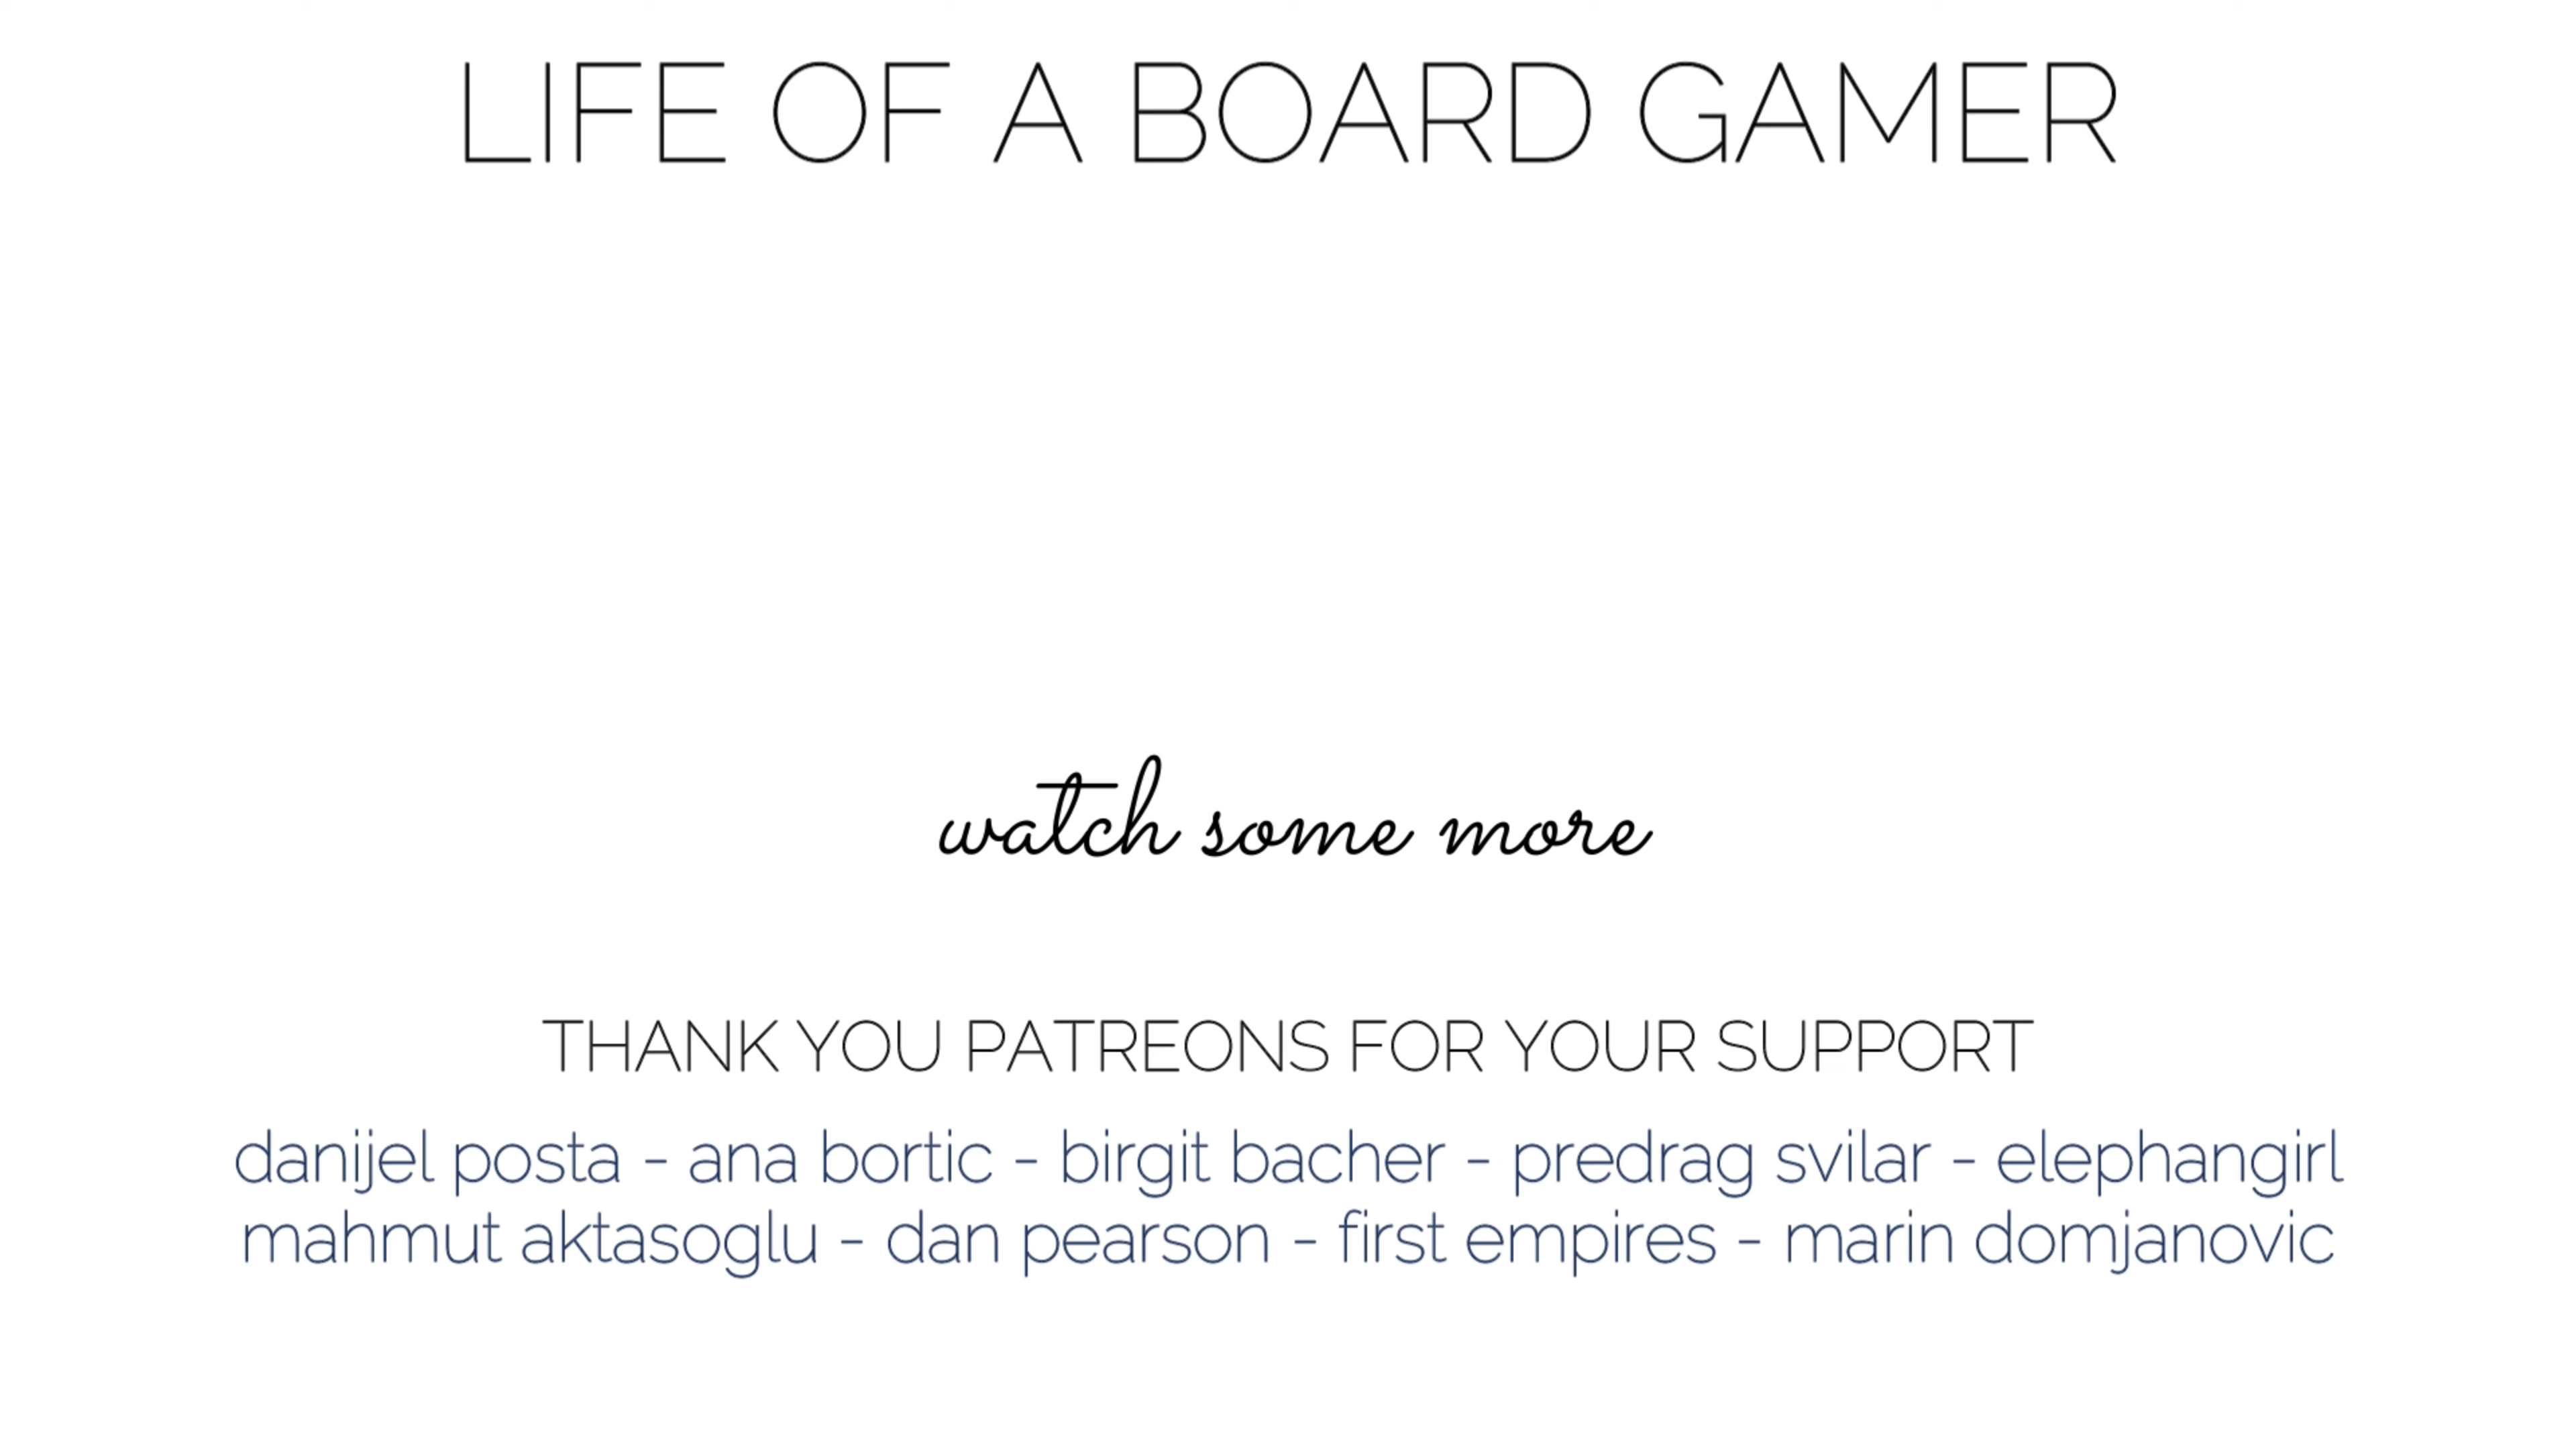 LIFE OF A BOARD GAMER
watch some more
THANK YOU PATREONS FOR YOUR SUPPORT
danijel posta - ana bortic - birgit bacher - predrag svilar - elephangirl
mahmut aktasoglu - dan pearson - first empires - marin domjanovic